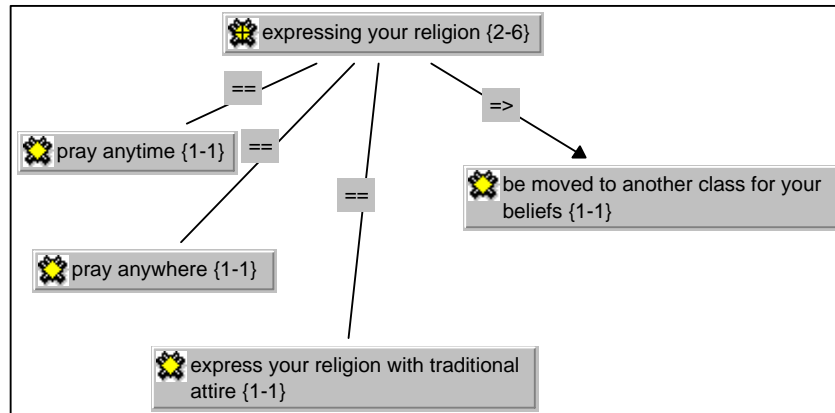 expressing your religion {2-6}
==
=>
pray anytime {1-1}
==
==
be moved to another class for your
beliefs {1-1}
pray anywhere {1-1}
express your religion with traditional
attire {1-1}